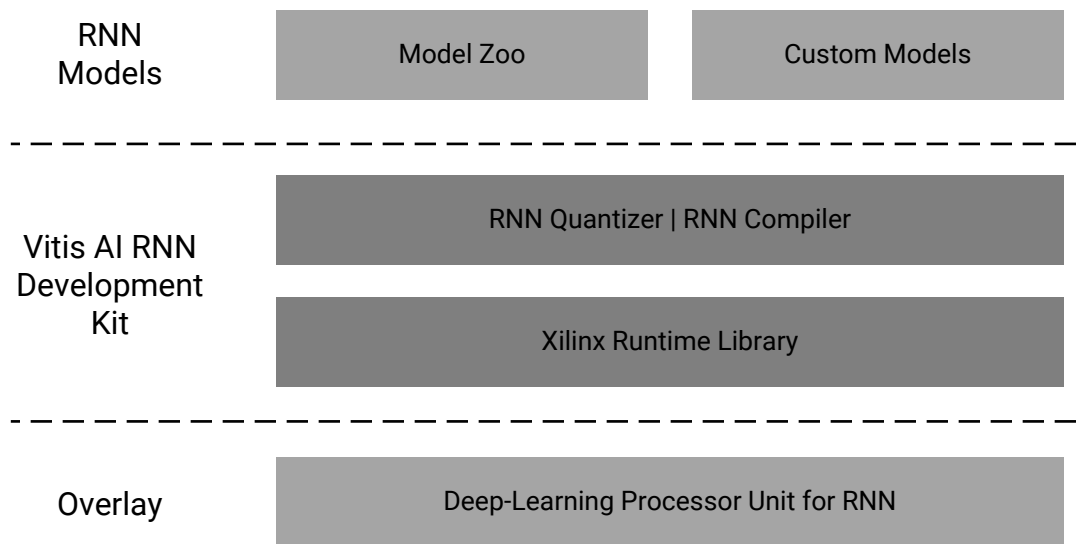 RNN
Models
Model Zoo
Custom Models
Vitis AI RNN
Development
Kit
RNN Quantizer | RNN Compiler
Xilinx Runtime Library
Overlay
Deep-Learning Processor Unit for RNN